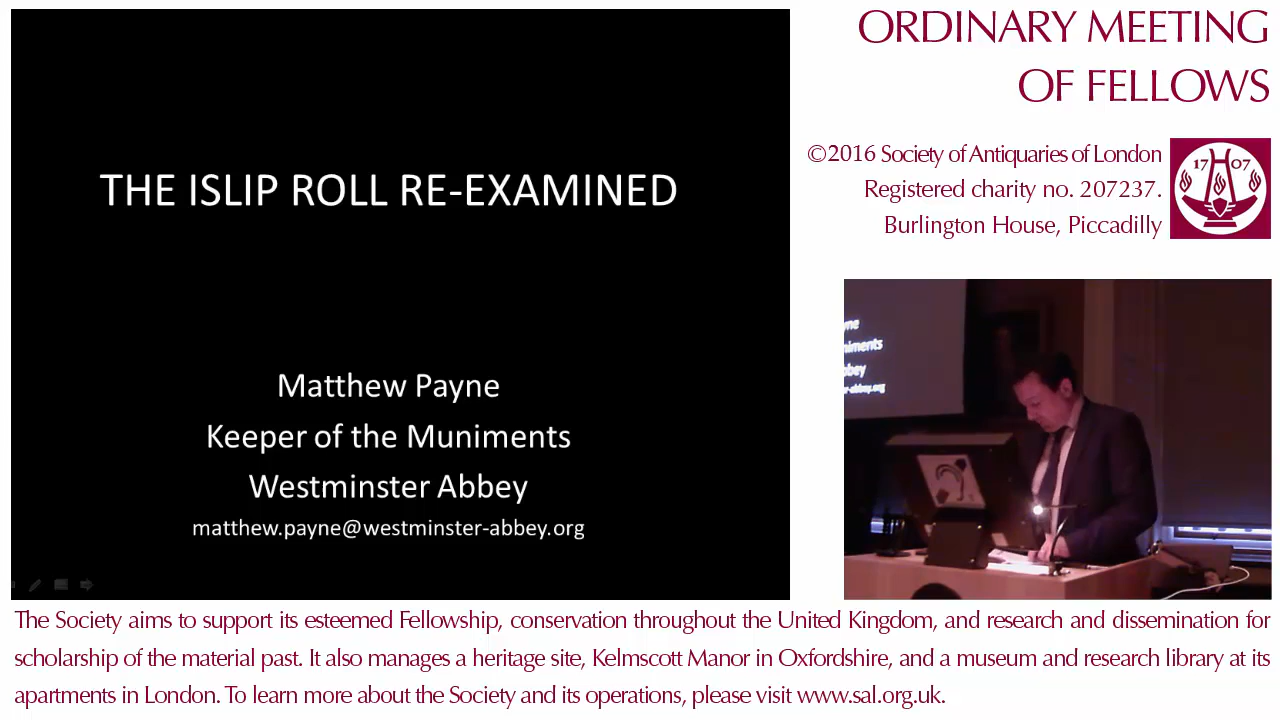 THE ISLIP ROLL RE-EXAMINED
Matthew Payne
Keeper of the Muniments
Westminster Abbey
matthew.payne@westminster-abbey.org
ORDINARY MEETING
OF FELLOWS
©2016 Society of Antiquaries of London
Registered charity no. 207237.
Burlington House, Piccadilly
17 07
The Society aims to support its esteemed Fellowship, conservation throughout the United Kingdom, and research and dissemination for
scholarship of the material past. It also manages a heritage site, Kelmscott Manor in Oxfordshire, and a museum and research library at its
apartments in London. To learn more about the Society and its operations, please visit www.sal.org.uk.